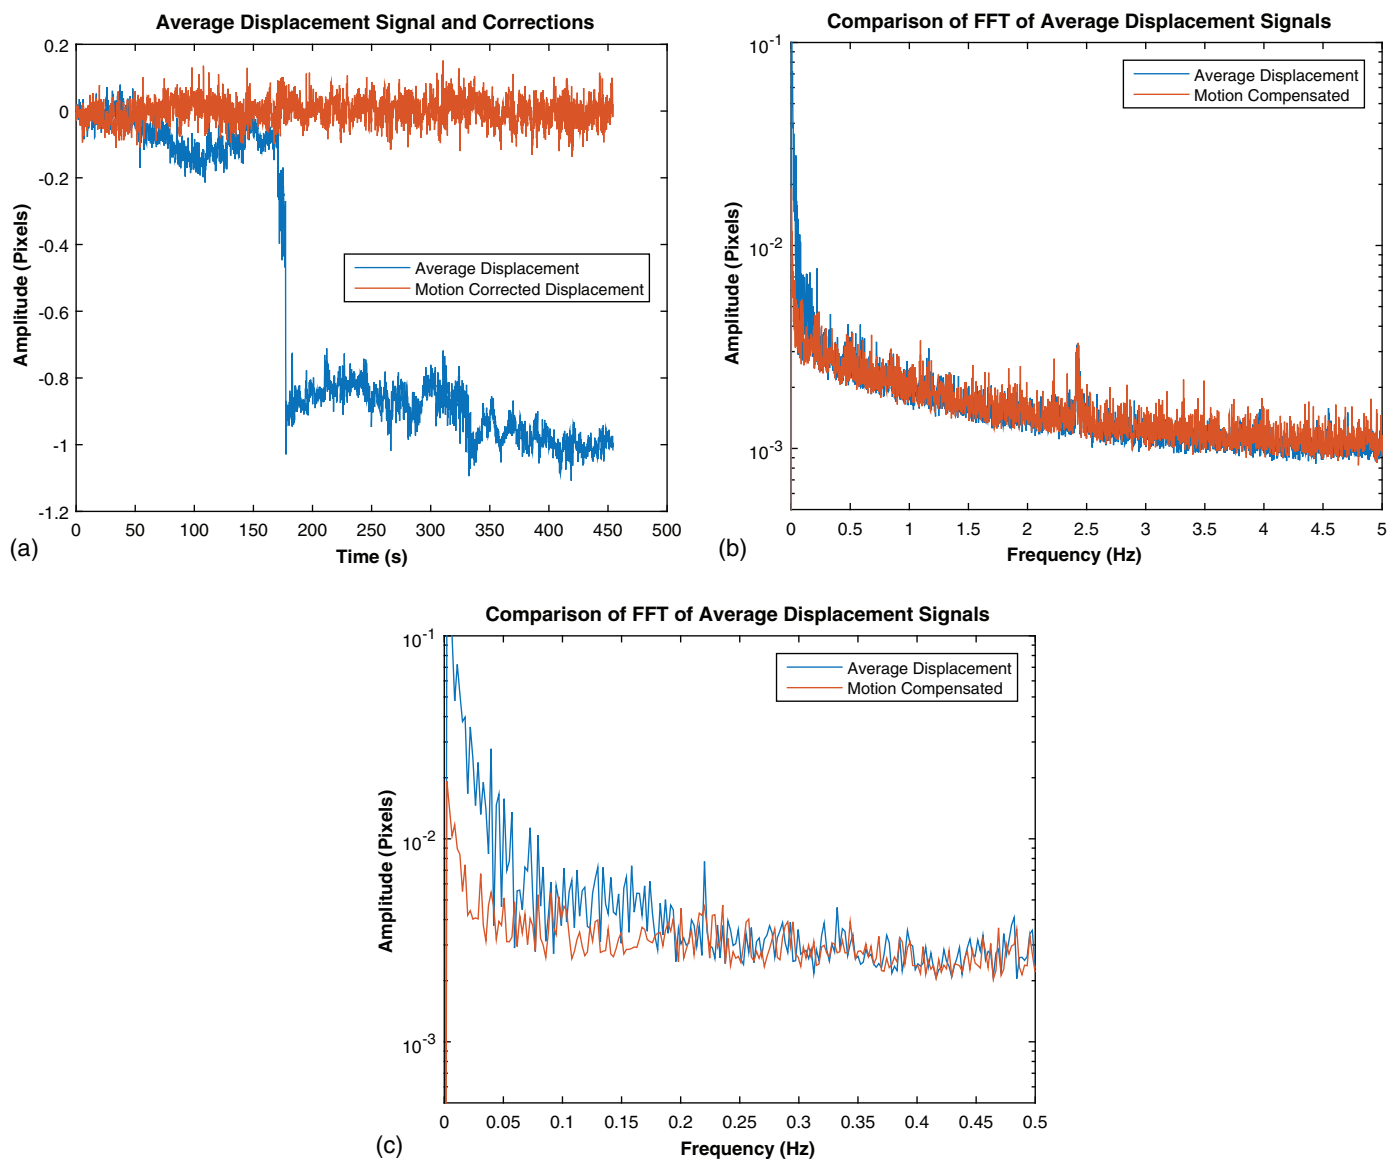 Average Displacement Signal and Corrections
0.2
0
-0.2
-0.4
-0.6
-0.8
-1
-1.2
Amplitude (Pixels)
Average Displacement
Motion Corrected Displacement
0 50 100 150 200 250 300 350 400 450 500
Time (s)
(a)
Comparison of FFT of Average Displacement Signals
10-1
10-2
10-3
Amplitude (Pixels)
Average Displacement
Motion Compensated
0 0.5 1 1.5 2 2.5 3 3.5 4 4.5 5
Frequency (Hz)
(b)
Comparison of FFT of Average Displacement Signals
10-1
10-2
10-3
Amplitude (Pixels)
Average Displacement
Motion Compensated
0 0.05 0.1 0.15 0.2 0.25 0.3 0.35 0.4 0.45 0.5
Frequency (Hz)
(c)